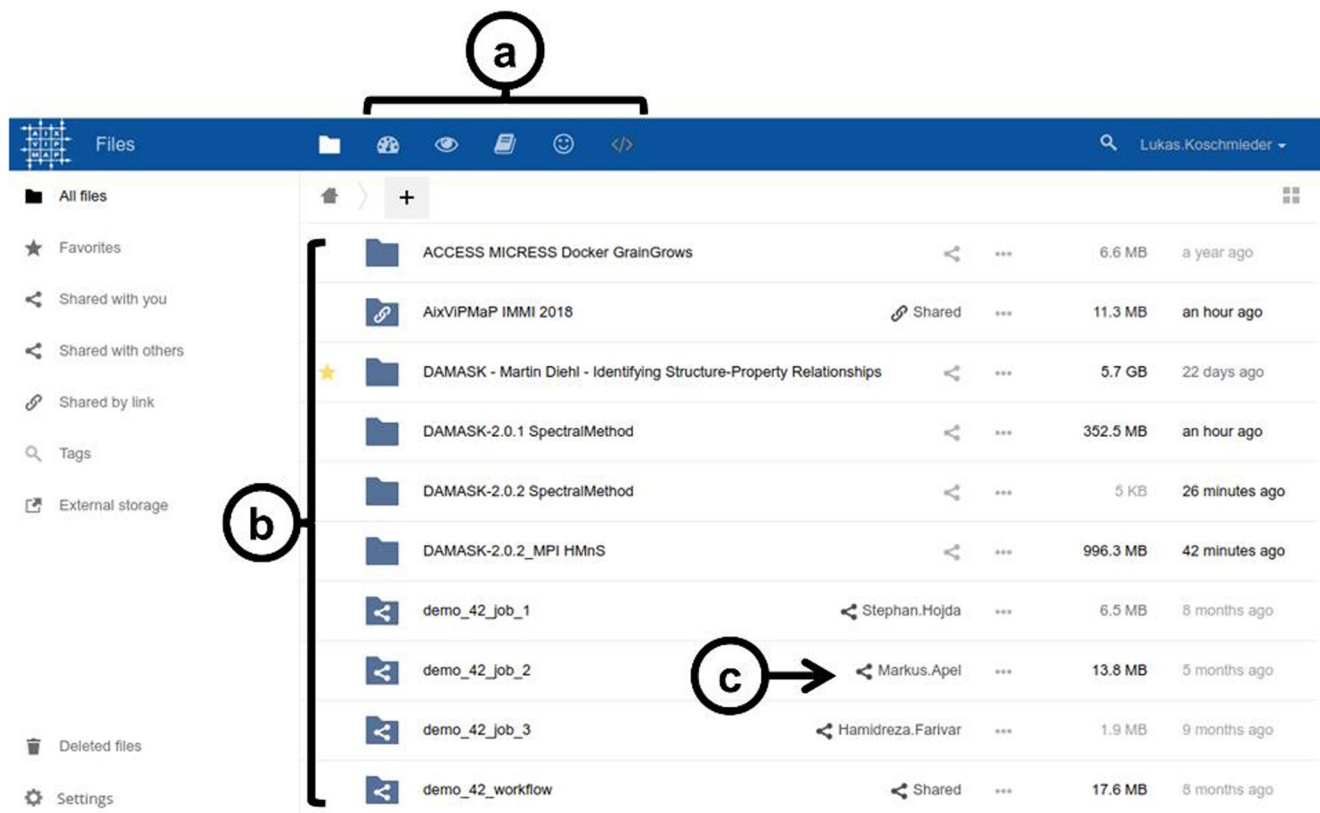 a
AIX
VIP
MAP
Files
Lukas.Koschmieder
All files
Favorites
Shared with you
Shared with others
Shared by link
Tags
External storage
Deleted files
Settings
+
b
ACCESS MICRESS Docker GrainGrows 6.6 MB a year ago
AixViPMaP IMMI 2018 Shared 11.3 MB an hour ago
DAMASK - Martin Diehl - Identifying Structure-Property Relationships 5.7 GB 22 days ago
DAMASK-2.0.1 SpectralMethod 352.5 MB an hour ago
DAMASK-2.0.2 SpectralMethod 5 KB 26 minutes ago
DAMASK-2.0.2_MPI HMnS 996.3 MB 42 minutes ago
demo_42_job_1 Stephan.Hojda 6.5 MB 8 months ago
c
demo_42_job_2 Markus.Apel 13.8 MB 5 months ago
demo_42_job_3 Hamidreza.Farivar 1.9 MB 9 months ago
demo_42_workflow Shared 17.6 MB 8 months ago